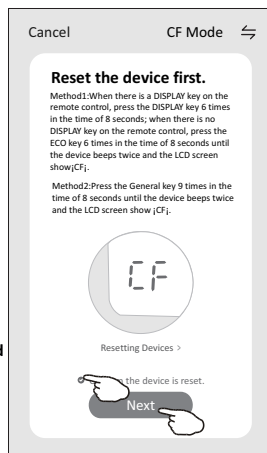 Cancel CF Mode
Reset the device first.
Method1:When there is a DISPLAY key on the
remote control, press the DISPLAY key 6 times
in the time of 8 seconds; when there is no
DISPLAY key on the remote control, press the
ECO key 6 times in the time of 8 seconds until
the device beeps twice and the LCD screen
show¡CF¡.
Method2:Press the General key 9 times in the
time of 8 seconds until the device beeps twice
and the LCD screen show ¡CF¡.
CF
Resetting Devices >
the device is reset.
Next